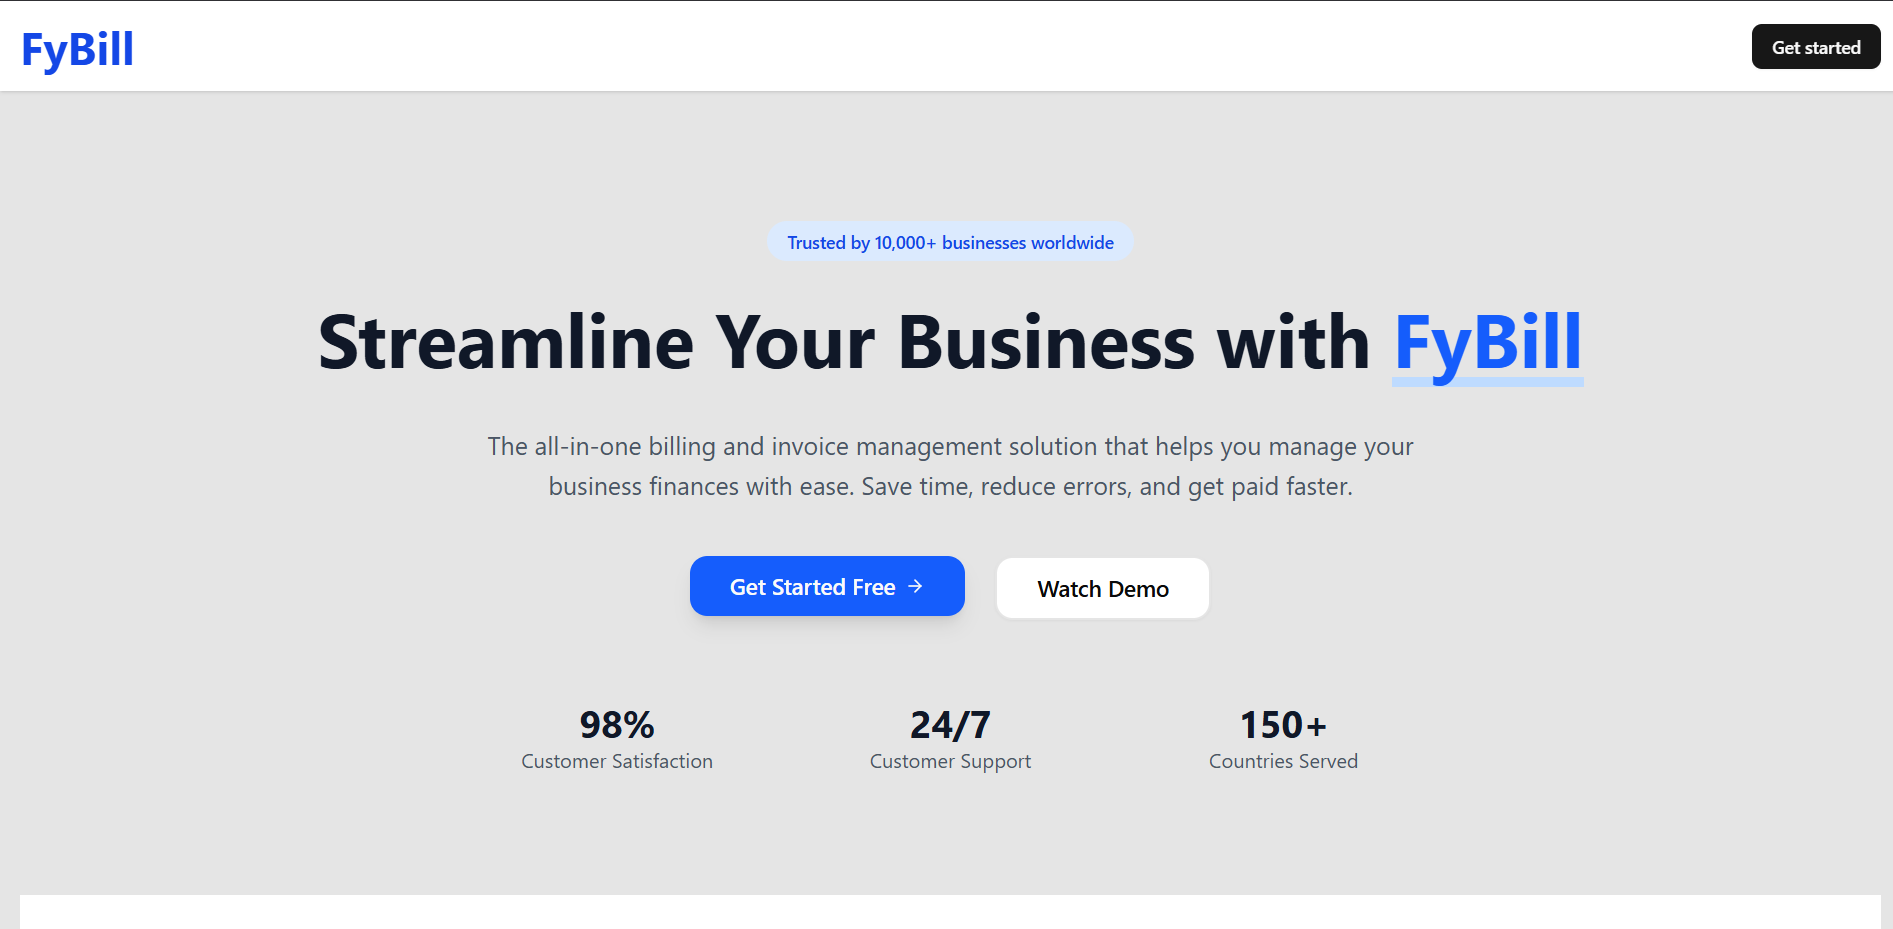 FyBill
Get started
Trusted by 10,000+ businesses worldwide
Streamline Your Business with FyBill
The all-in-one billing and invoice management solution that helps you manage your
business finances with ease. Save time, reduce errors, and get paid faster.
Get Started Free →
Watch Demo
98%
Customer Satisfaction
24/7
Customer Support
150+
Countries Served